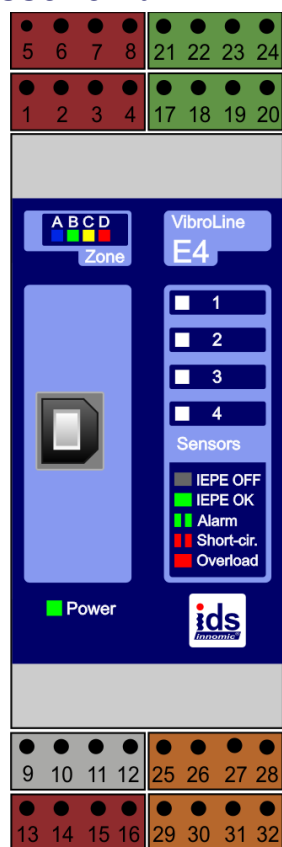 5 6 7 8 21 22 23 24
1 2 3 4 17 18 19 20
A B C D
Zone
VibroLine
E4
1
2
3
4
Sensors
IEPE OFF
IEPE OK
Alarm
Short-cir.
Overload
Power
ids
innomic
9 10 11 12 25 26 27 28
13 14 15 16 29 30 31 32